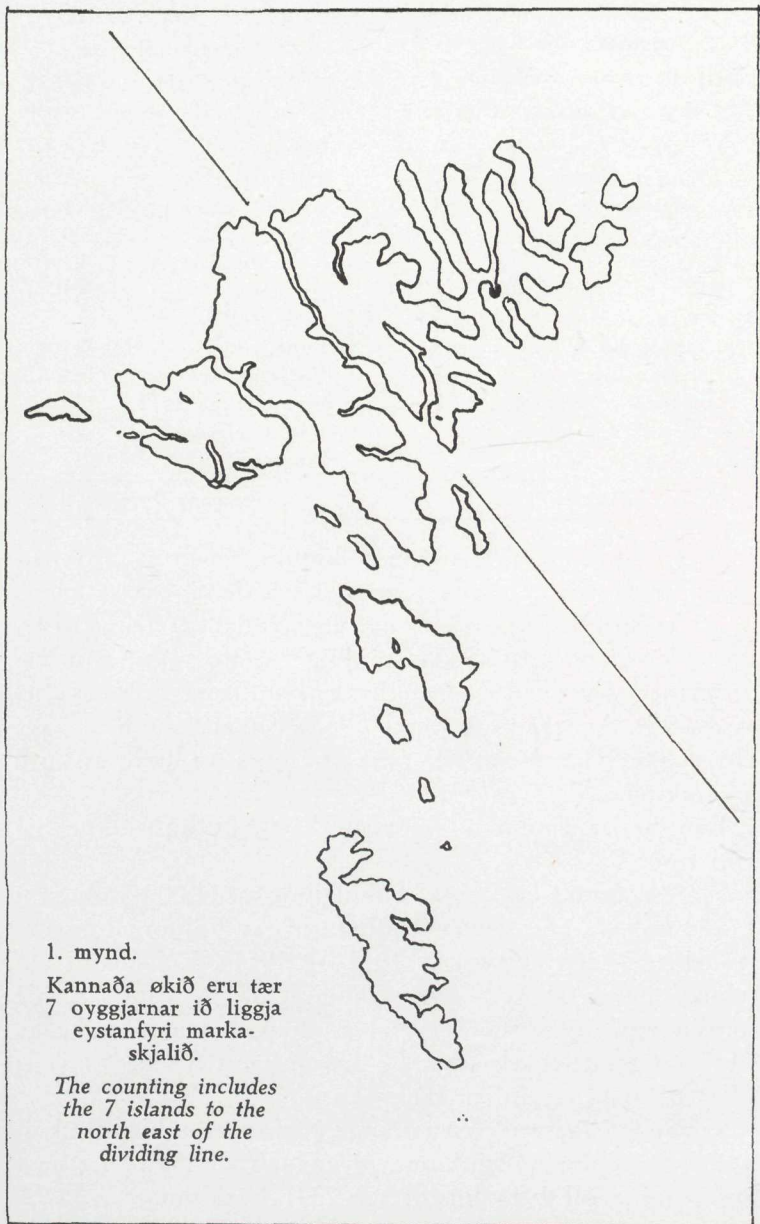 1. mynd.
Kannaða økið eru tær
7 oyggjarnar ið liggja
eystanfyri marka-
skjalið.
The counting includes
the 7 islands to the
north east of the
dividing line.